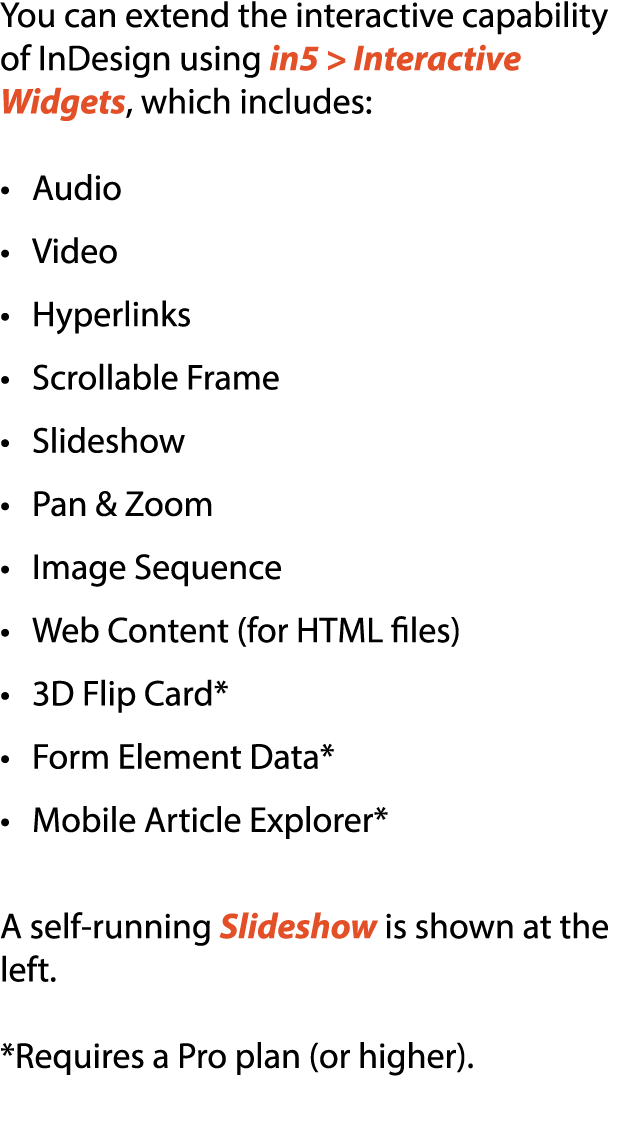 You can extend the interactive capability
of InDesign using in5 > Interactive
Widgets, which includes:
• Audio
• Video
• Hyperlinks
• Scrollable Frame
• Slideshow
• Pan & Zoom
• Image Sequence
• Web Content (for HTML files)
• 3D Flip Card*
• Form Element Data*
• Mobile Article Explorer*
A self-running Slideshow is shown at the
left.
*Requires a Pro plan (or higher).